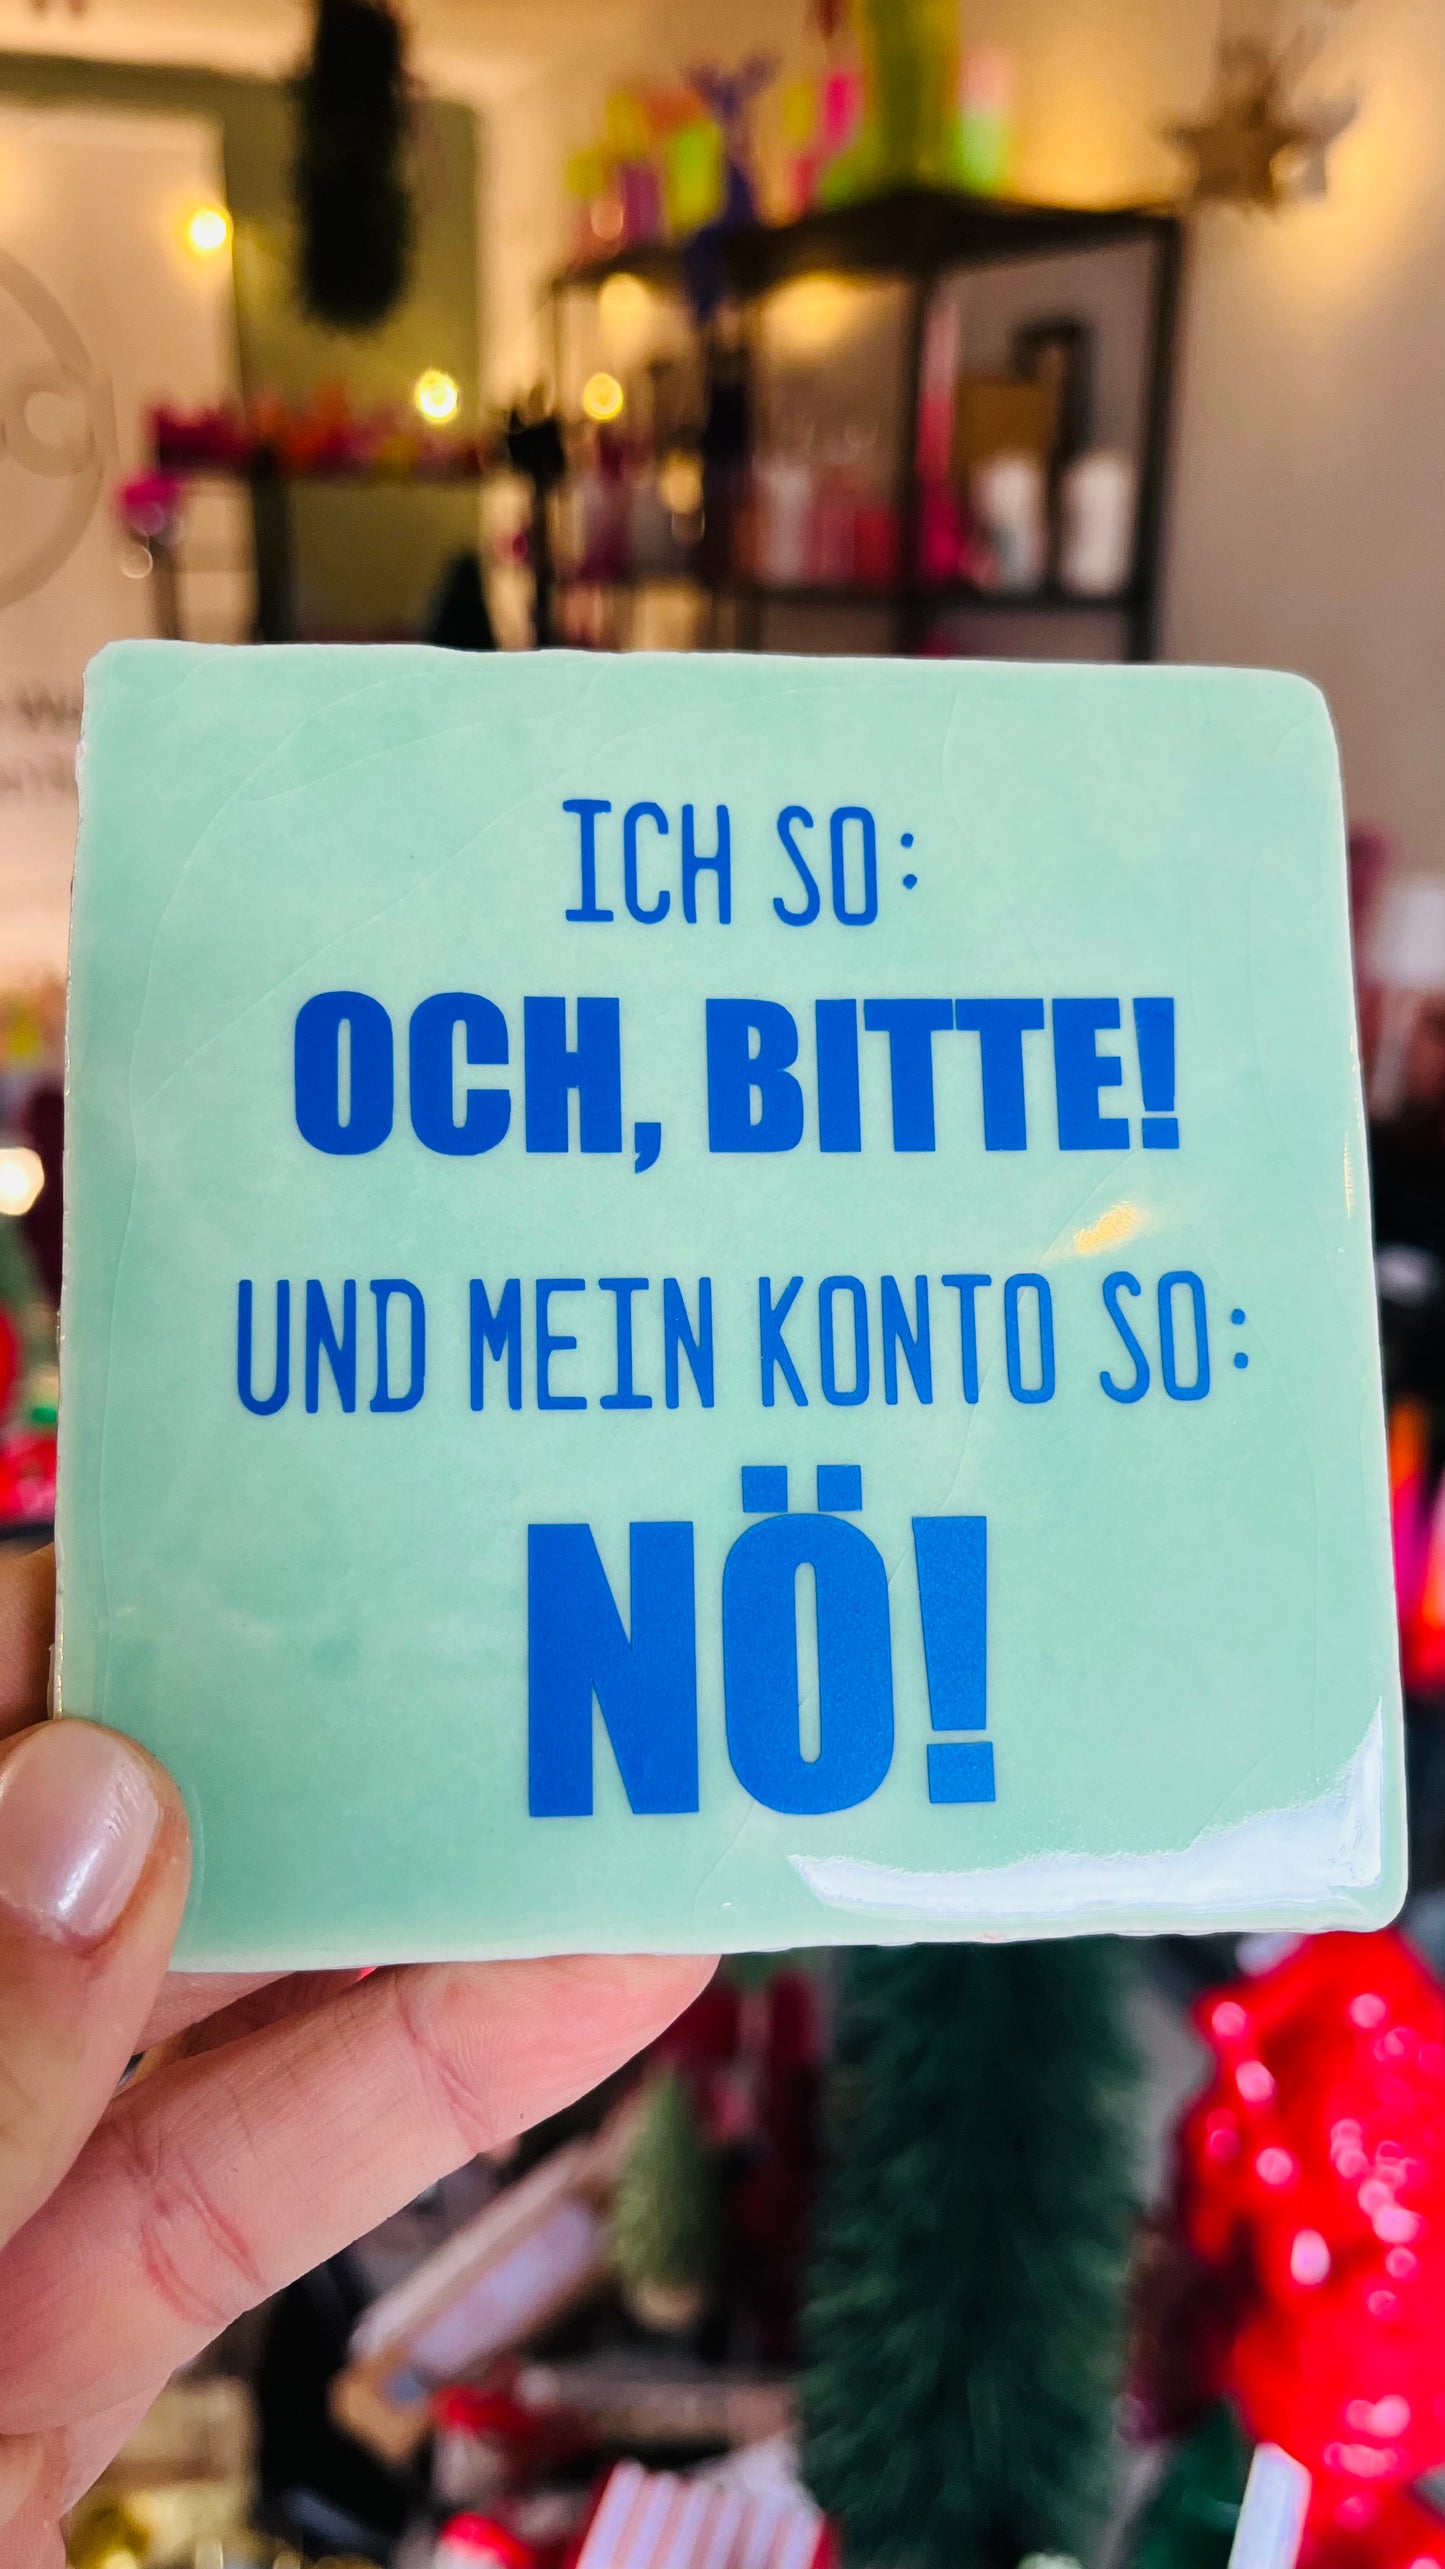 ICH SO:
OCH, BITTE!
UND MEIN KONTO SO:
NÖ!